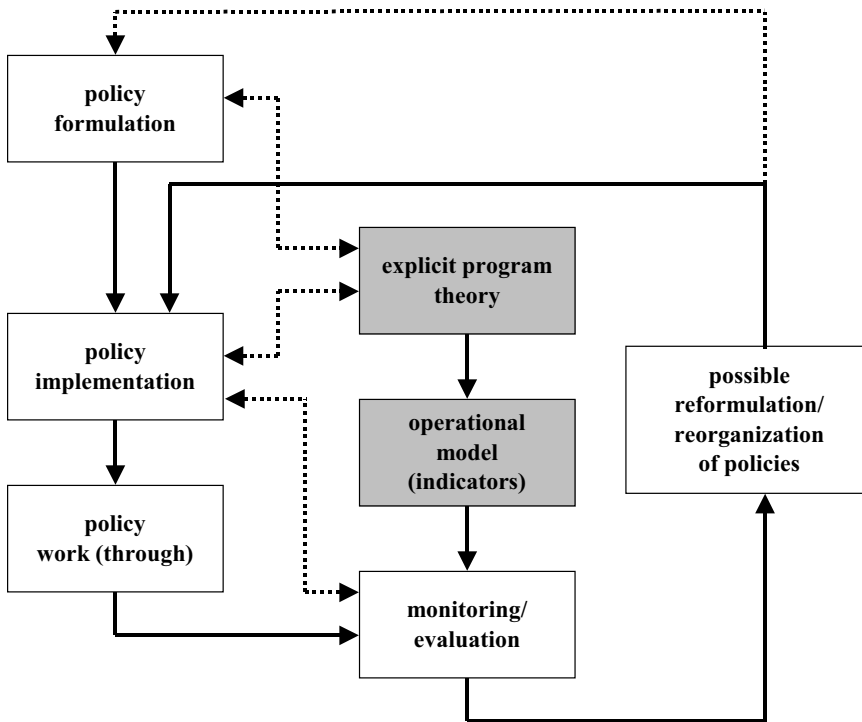 policy
formulation
explicit program
theory
policy
implementation
possible
reformulation/
reorganization
of policies
operational
model
(indicators)
policy
work (through)
monitoring/
evaluation